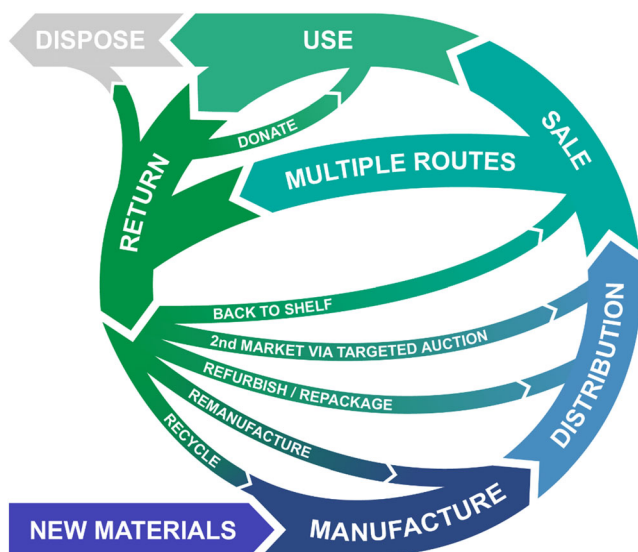 DISPOSE
USE
DONATE
SALE
MULTIPLE ROUTES
RETURN
BACK TO SHELF
2nd MARKET VIA TARGETED AUCTION
REFURBISH / REPACKAGE
DISTRIBUTION
REMANUFACTURE
RECYCLE
NEW MATERIALS
MANUFACTURE